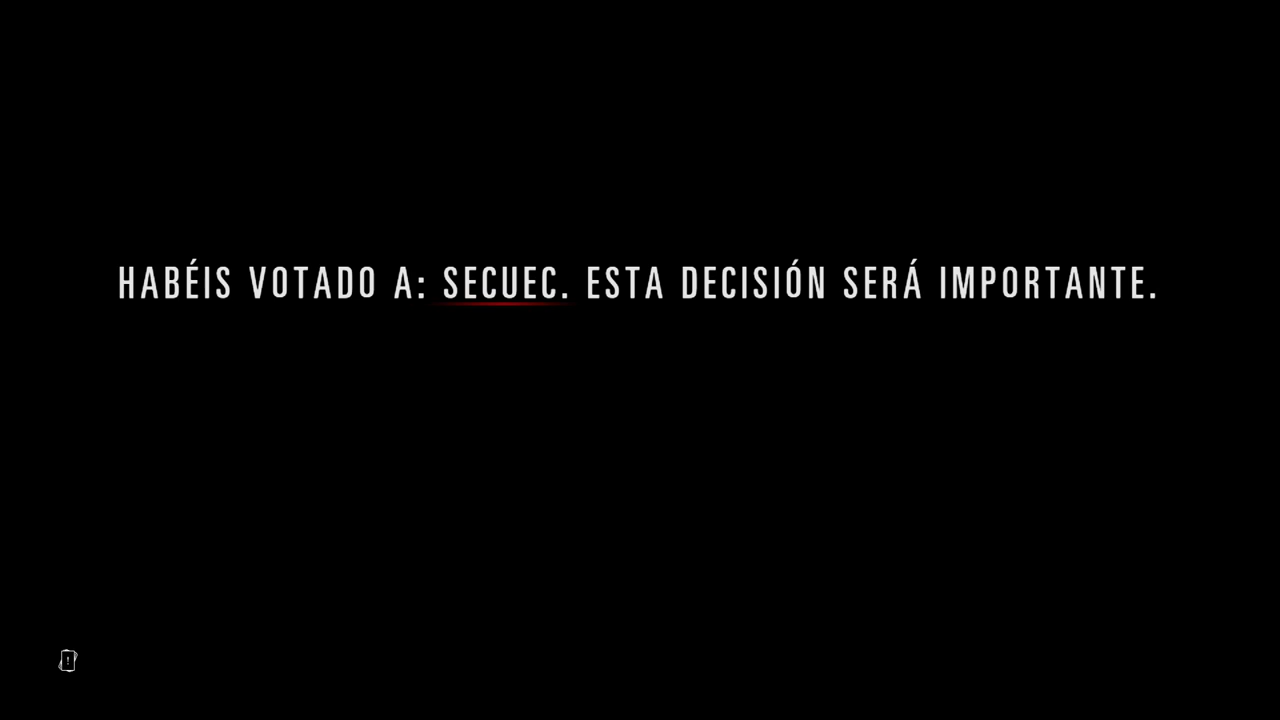 HABÉIS VOTADO A: SECUEC. ESTA DECISIÓN SERÁ IMPORTANTE.
!